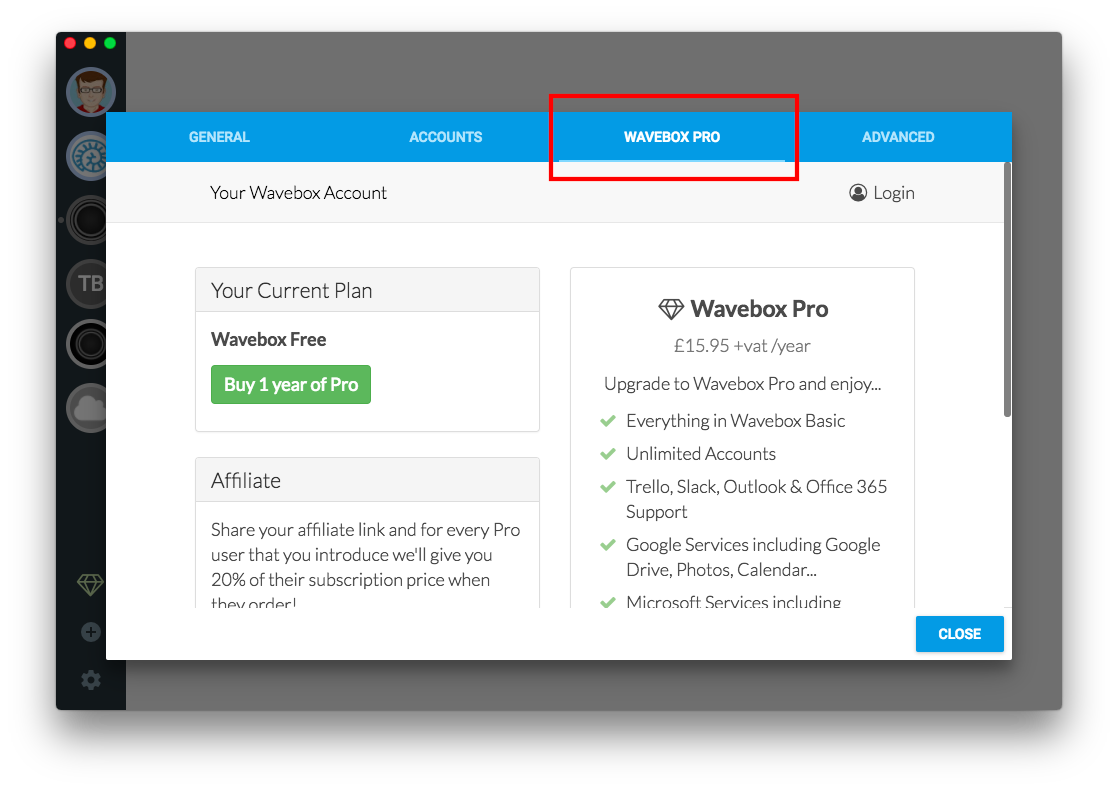 GENERAL
ACCOUNTS
WAVEBOX PRO
ADVANCED
Your Wavebox Account
Login
TB
Your Current Plan
Wavebox Free
Buy 1 year of Pro
Affiliate
Share your affiliate link and for every Pro
user that you introduce we'll give you
20% of their subscription price when
they order!
Wavebox Pro
£15.95 +vat /year
Upgrade to Wavebox Pro and enjoy...
Everything in Wavebox Basic
Unlimited Accounts
Trello, Slack, Outlook & Office 365
Support
Google Services including Google
Drive, Photos, Calendar...
Microsoft Services including
CLOSE